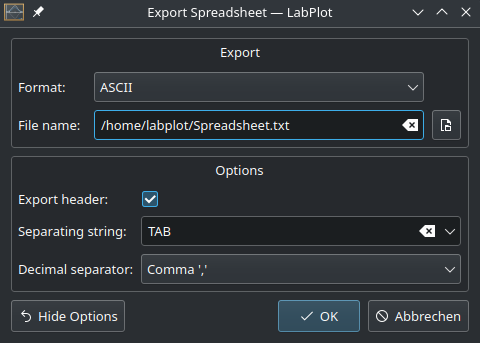 Export Spreadsheet — LabPlot
Export
Format: ASCII
File name: /home/labplot/Spreadsheet.txt
Options
Export header:
Separating string: TAB
Decimal separator: Comma ','
Hide Options OK Abbrechen